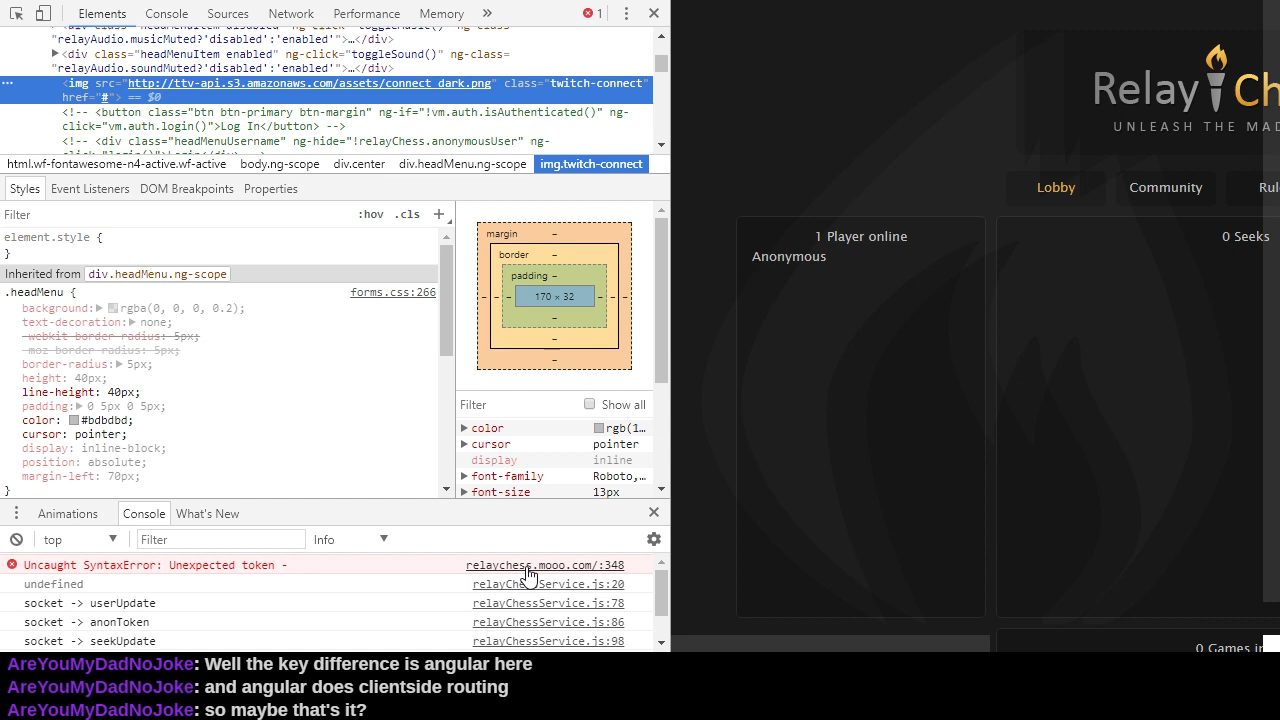 Elements Console Sources Network Performance Memory » 1
"relayAudio.musicMuted?'disabled':'enabled'">…</div>
<div class="headMenuItem enabled" ng-click="toggleSound()" ng-class=
"relayAudio.soundMuted?'disabled':'enabled'">…</div>
<img src="http://ttv-api.s3.amazonaws.com/assets/connect_dark.png" class="twitch-connect"
href="#"> == $0
<!-- <button class="btn btn-primary btn-margin" ng-if="!vm.auth.isAuthenticated()" ng-
click="vm.auth.login()">Log In</button> -->
<!-- <div class="headMenuUsername" ng-hide="!relayChess.anonymousUser" ng-
html.wf-fontawesome-n4-active.wf-active body.ng-scope div.center div.headMenu.ng-scope img.twitch-connect
Styles Event Listeners DOM Breakpoints Properties
Filter :hov .cls +
element.style {
}
Inherited from div.headMenu.ng-scope
.headMenu { forms.css:266
background: rgba(0, 0, 0, 0.2);
text-decoration: none;
-webkit-border-radius: 5px;
-moz-border-radius: 5px;
border-radius: 5px;
height: 40px;
line-height: 40px;
padding: 0 5px 0 5px;
color: #bdbdbd;
cursor: pointer;
display: inline-block;
position: absolute;
margin-left: 70px;
}
margin -
border -
padding -
- - - 170 × 32 - - -
-
-
-
Filter Show all
color rgb(1…
cursor pointer
display inline
font-family Roboto,…
font-size 13px
Animations Console What's New
top Filter Info
Uncaught SyntaxError: Unexpected token - relaychess.mooo.com/:348
undefined relayChessService.js:20
socket -> userUpdate relayChessService.js:78
socket -> anonToken relayChessService.js:86
socket -> seekUpdate relayChessService.js:98
Relay Ch
UNLEASH THE MAD
Lobby Community Rul
1 Player online
Anonymous
0 Seeks
0 Games in
AreYouMyDadNoJoke: Well the key difference is angular here
AreYouMyDadNoJoke: and angular does clientside routing
AreYouMyDadNoJoke: so maybe that's it?